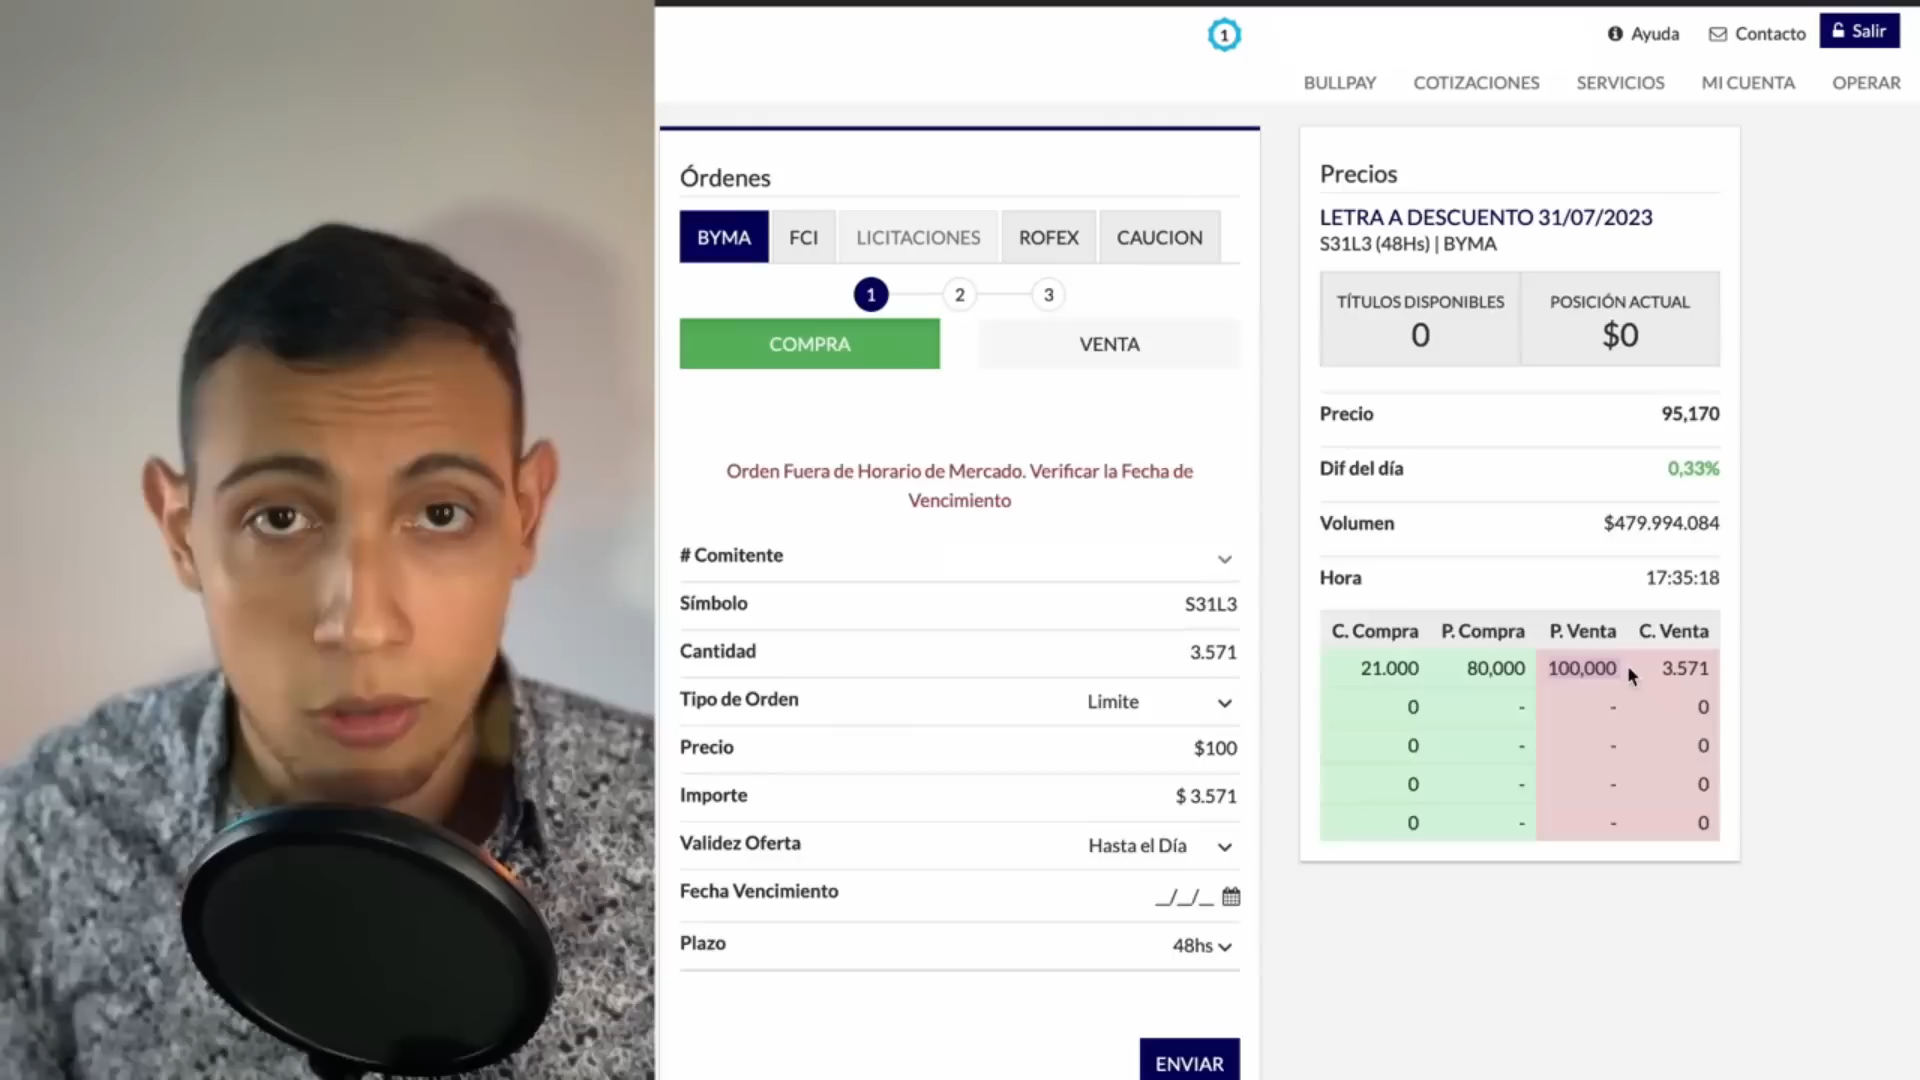 1
Ayuda
Contacto
Salir
BULLPAY COTIZACIONES SERVICIOS MI CUENTA OPERAR
Órdenes
BYMA FCI LICITACIONES ROFEX CAUCION
1 2 3
COMPRA VENTA
Orden Fuera de Horario de Mercado. Verificar la Fecha de
Vencimiento
# Comitente
Símbolo S31L3
Cantidad 3.571
Tipo de Orden Limite
Precio $100
Importe $ 3.571
Validez Oferta Hasta el Día
Fecha Vencimiento __/__/__
Plazo 48hs
ENVIAR
Precios
LETRA A DESCUENTO 31/07/2023
S31L3 (48Hs) | BYMA
TÍTULOS DISPONIBLES POSICIÓN ACTUAL
0 $0
Precio 95,170
Dif del día 0,33%
Volumen $479.994.084
Hora 17:35:18
C. Compra P. Compra P. Venta C. Venta
21.000 80,000 100,000 3.571
0 - - 0
0 - - 0
0 - - 0
0 - - 0